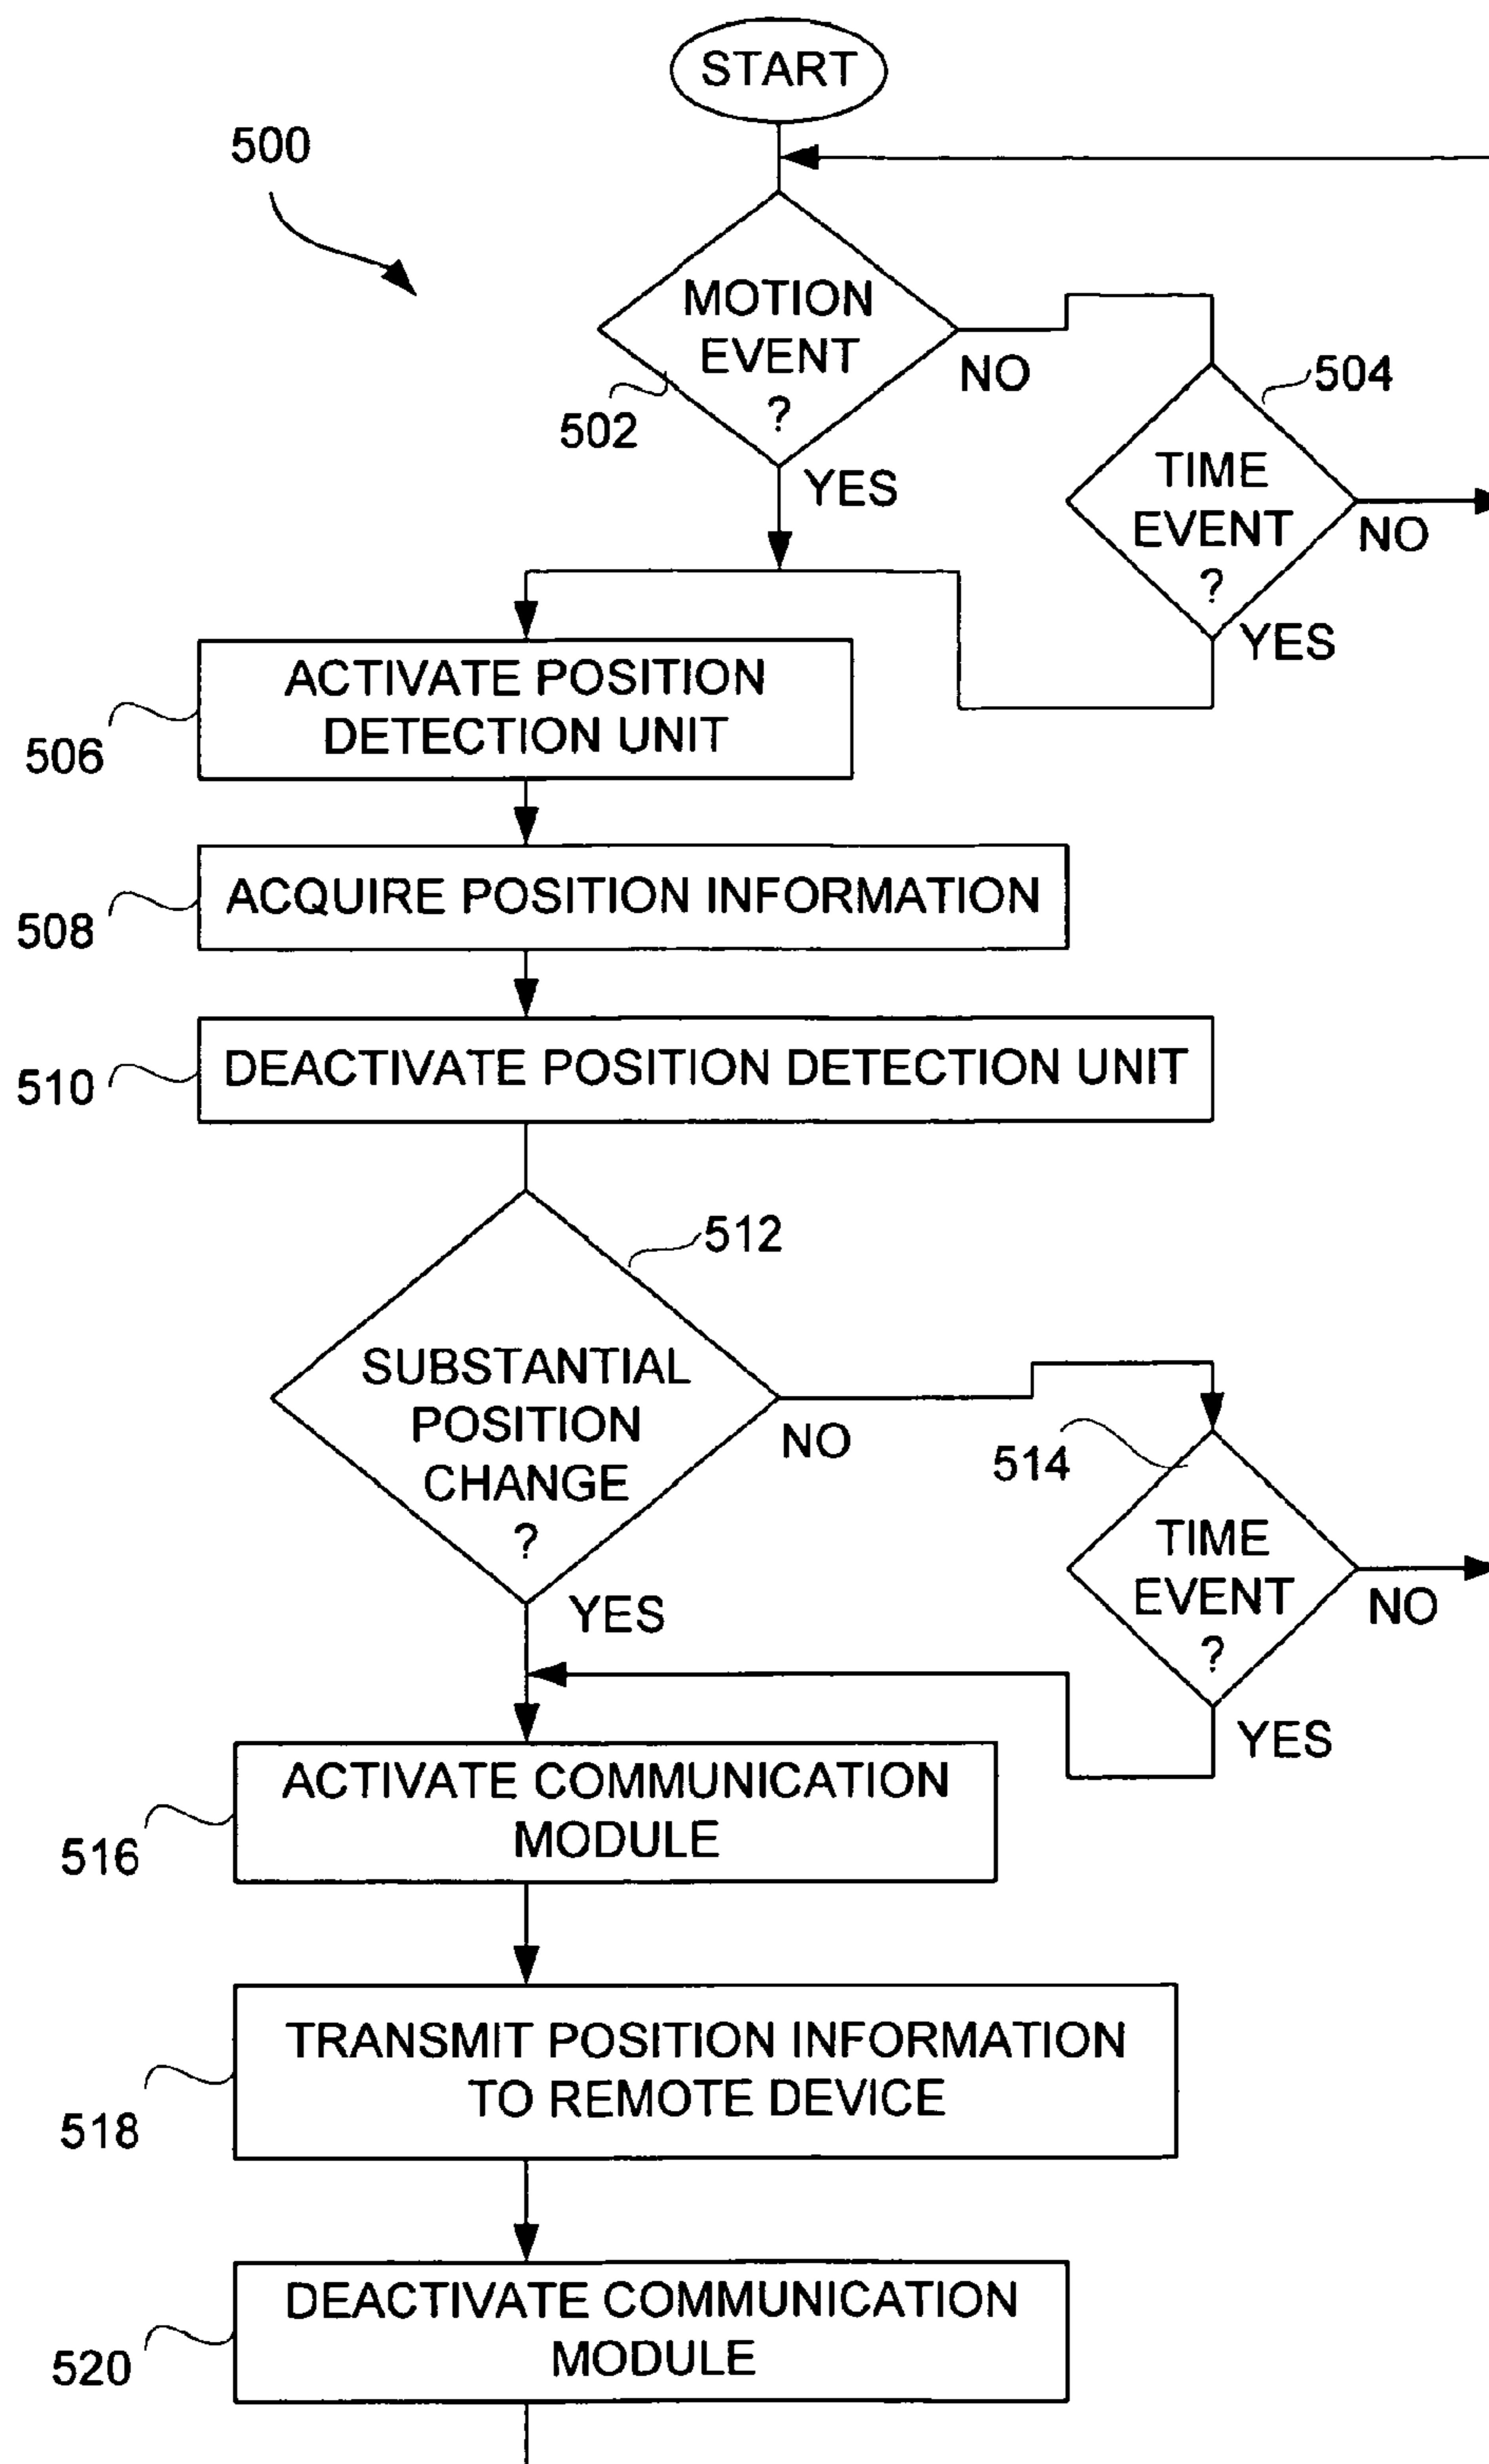 START
500
MOTION
EVENT
?
502
NO
YES
504
TIME
EVENT
?
NO
YES
ACTIVATE POSITION
DETECTION UNIT
506
ACQUIRE POSITION INFORMATION
508
DEACTIVATE POSITION DETECTION UNIT
510
512
SUBSTANTIAL
POSITION
CHANGE
?
NO
YES
514
TIME
EVENT
?
NO
YES
ACTIVATE COMMUNICATION
MODULE
516
TRANSMIT POSITION INFORMATION
TO REMOTE DEVICE
518
DEACTIVATE COMMUNICATION
MODULE
520